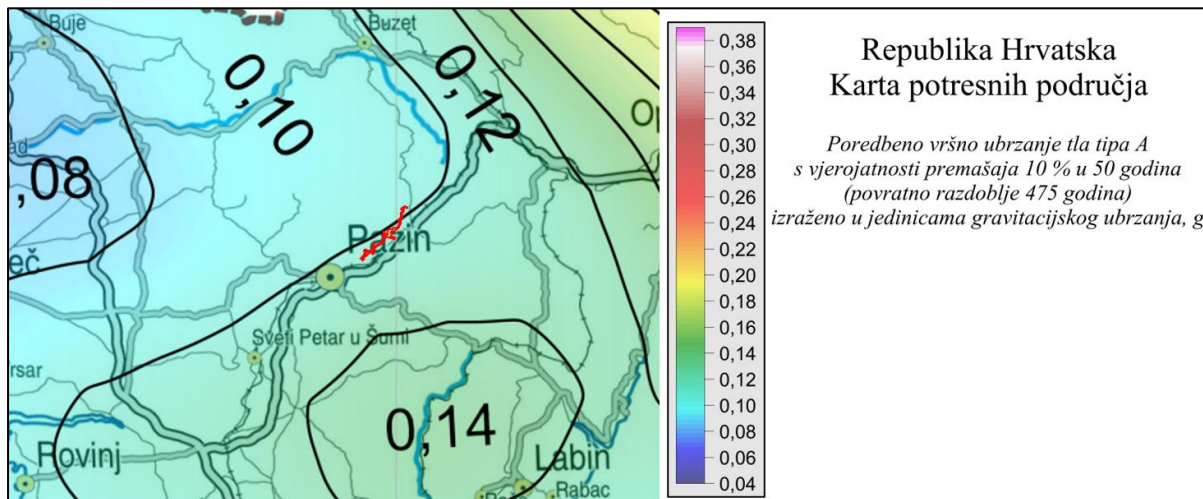 Buje
Buzet
0,10
0,12
Op
ad
,08
Pazin
eč
Sveti Petar u Šumi
rsar
0,14
Rovinj
Labin
Rabac
0,38
0,36
0,34
0,32
0,30
0,28
0,26
0,24
0,22
0,20
0,18
0,16
0,14
0,12
0,10
0,08
0,06
0,04
Republika Hrvatska
Karta potresnih područja
Poredbeno vršno ubrzanje tla tipa A
s vjerojatnosti premašaja 10 % u 50 godina
(povratno razdoblje 475 godina)
izraženo u jedinicama gravitacijskog ubrzanja, g